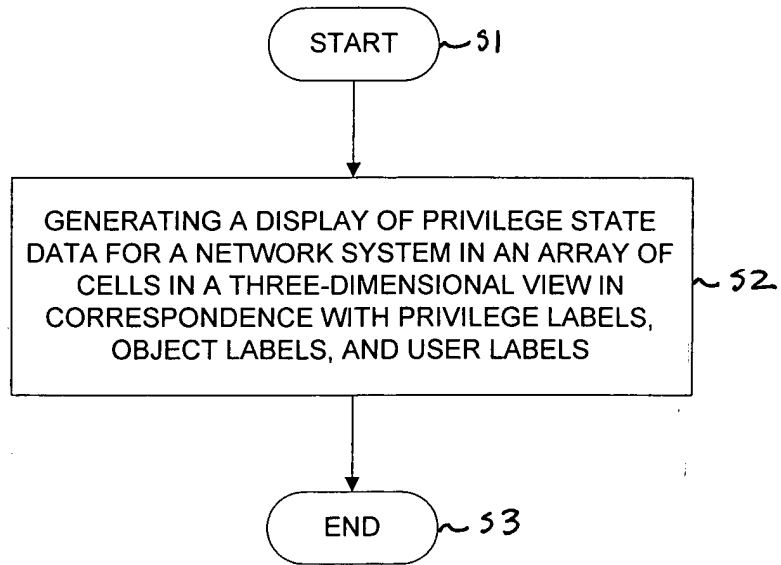 START S1
GENERATING A DISPLAY OF PRIVILEGE STATE
DATA FOR A NETWORK SYSTEM IN AN ARRAY OF
CELLS IN A THREE-DIMENSIONAL VIEW IN
CORRESPONDENCE WITH PRIVILEGE LABELS,
OBJECT LABELS, AND USER LABELS
S2
END S3